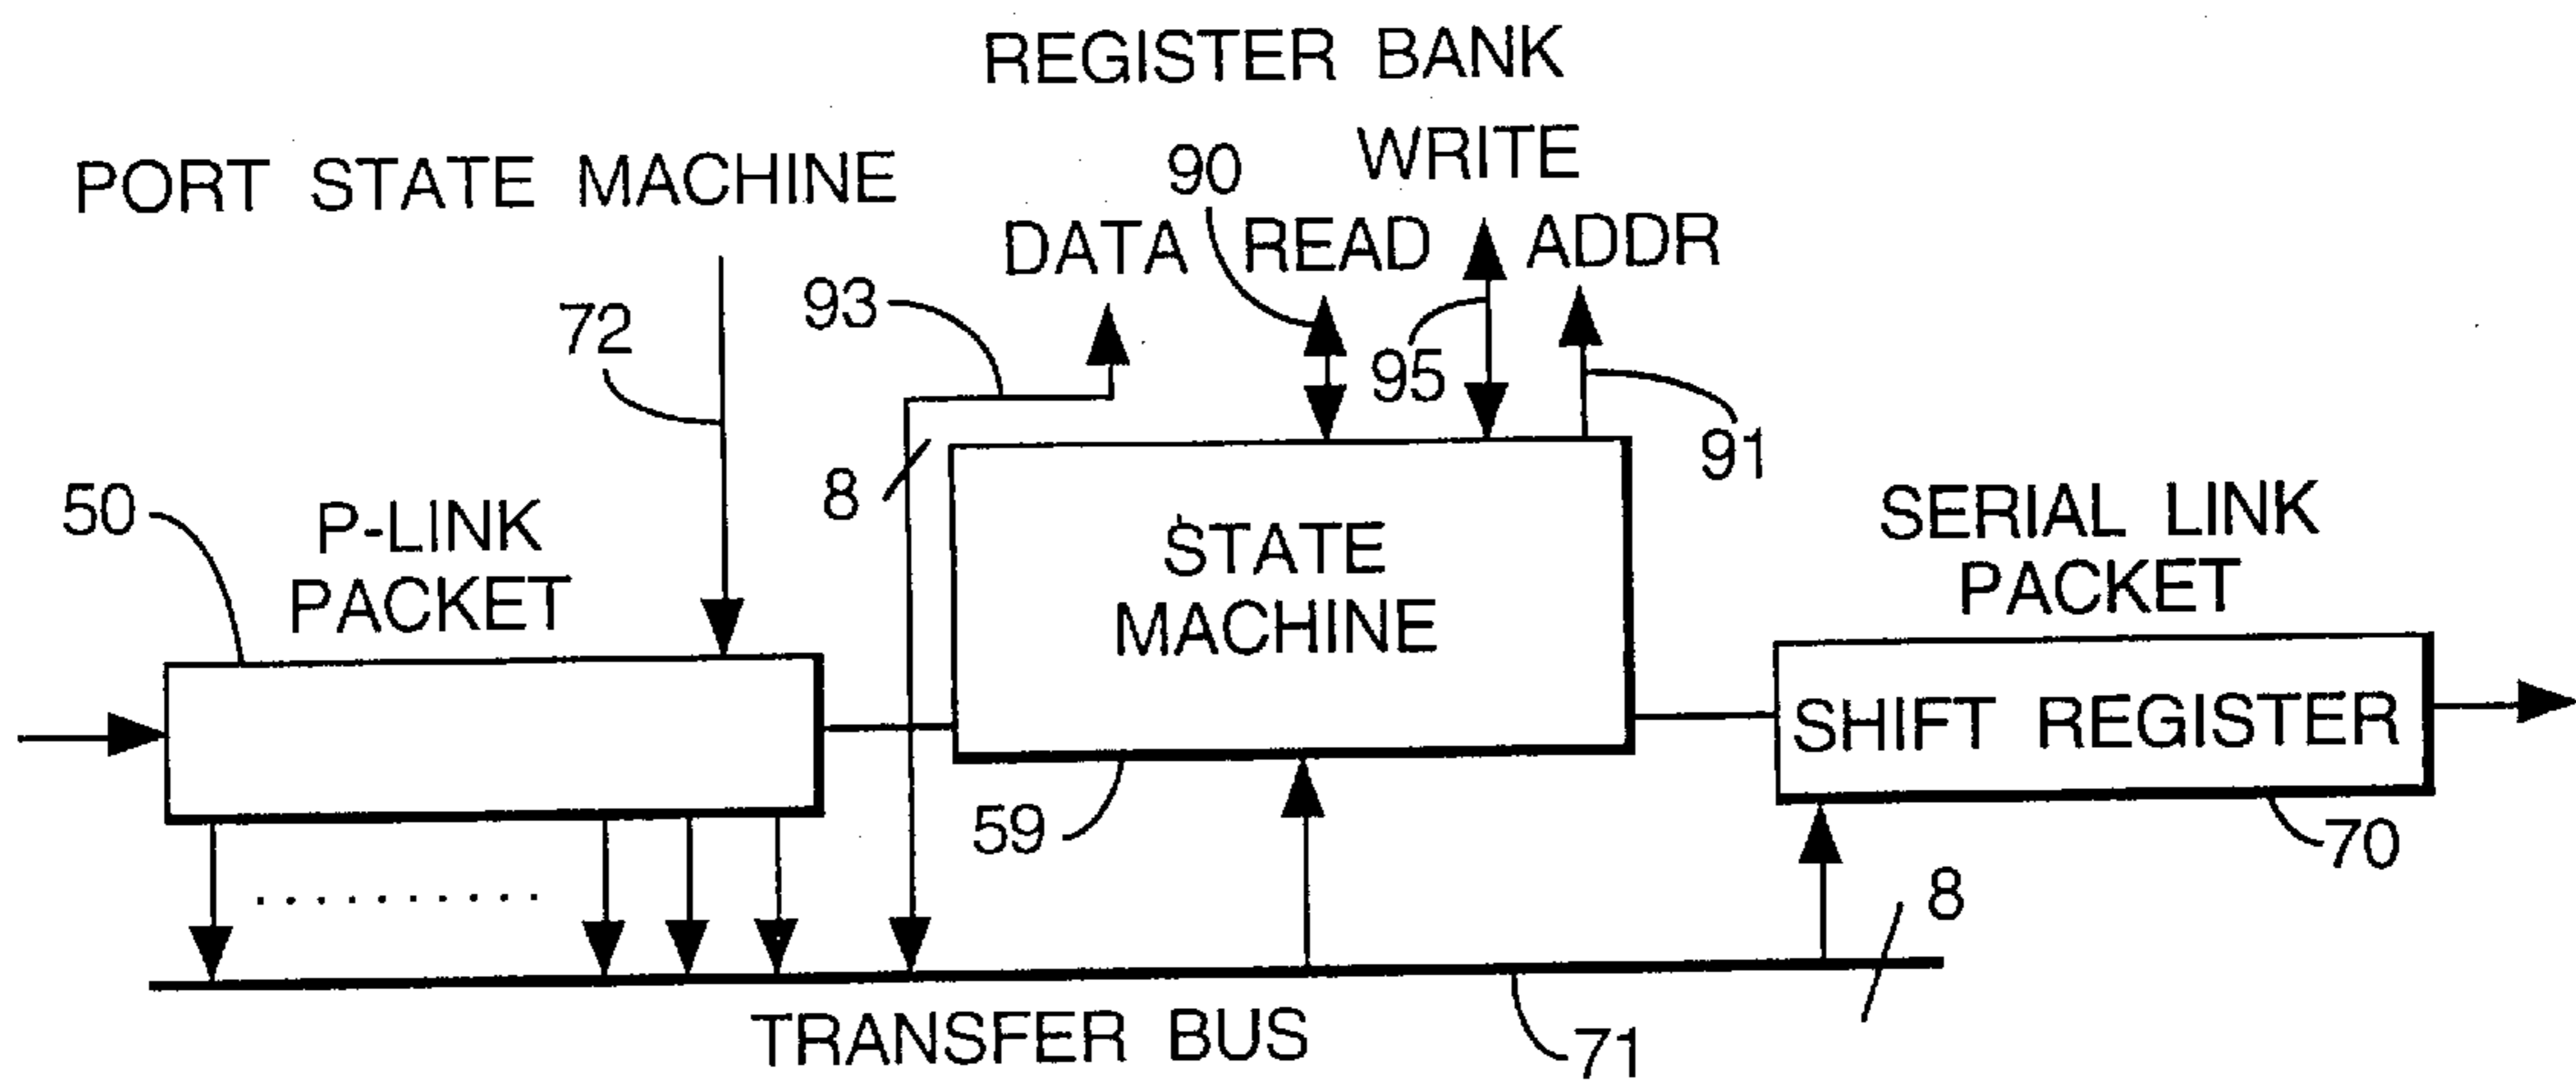 REGISTER BANK
PORT STATE MACHINE
90
WRITE
DATA READ ADDR
72
93
95
91
50
P-LINK
PACKET
8
STATE
MACHINE
SERIAL LINK
PACKET
SHIFT REGISTER
59
70
8
TRANSFER BUS
71